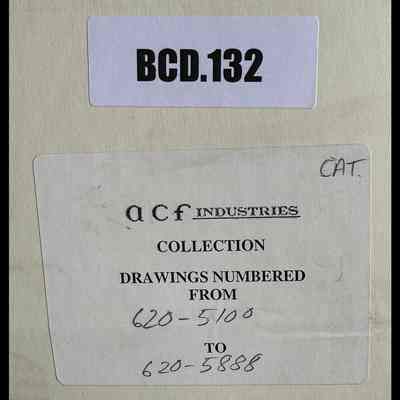 BCD.132
CAT.
acf INDUSTRIES
COLLECTION
DRAWINGS NUMBERED
FROM
620-5100
TO
620-5888